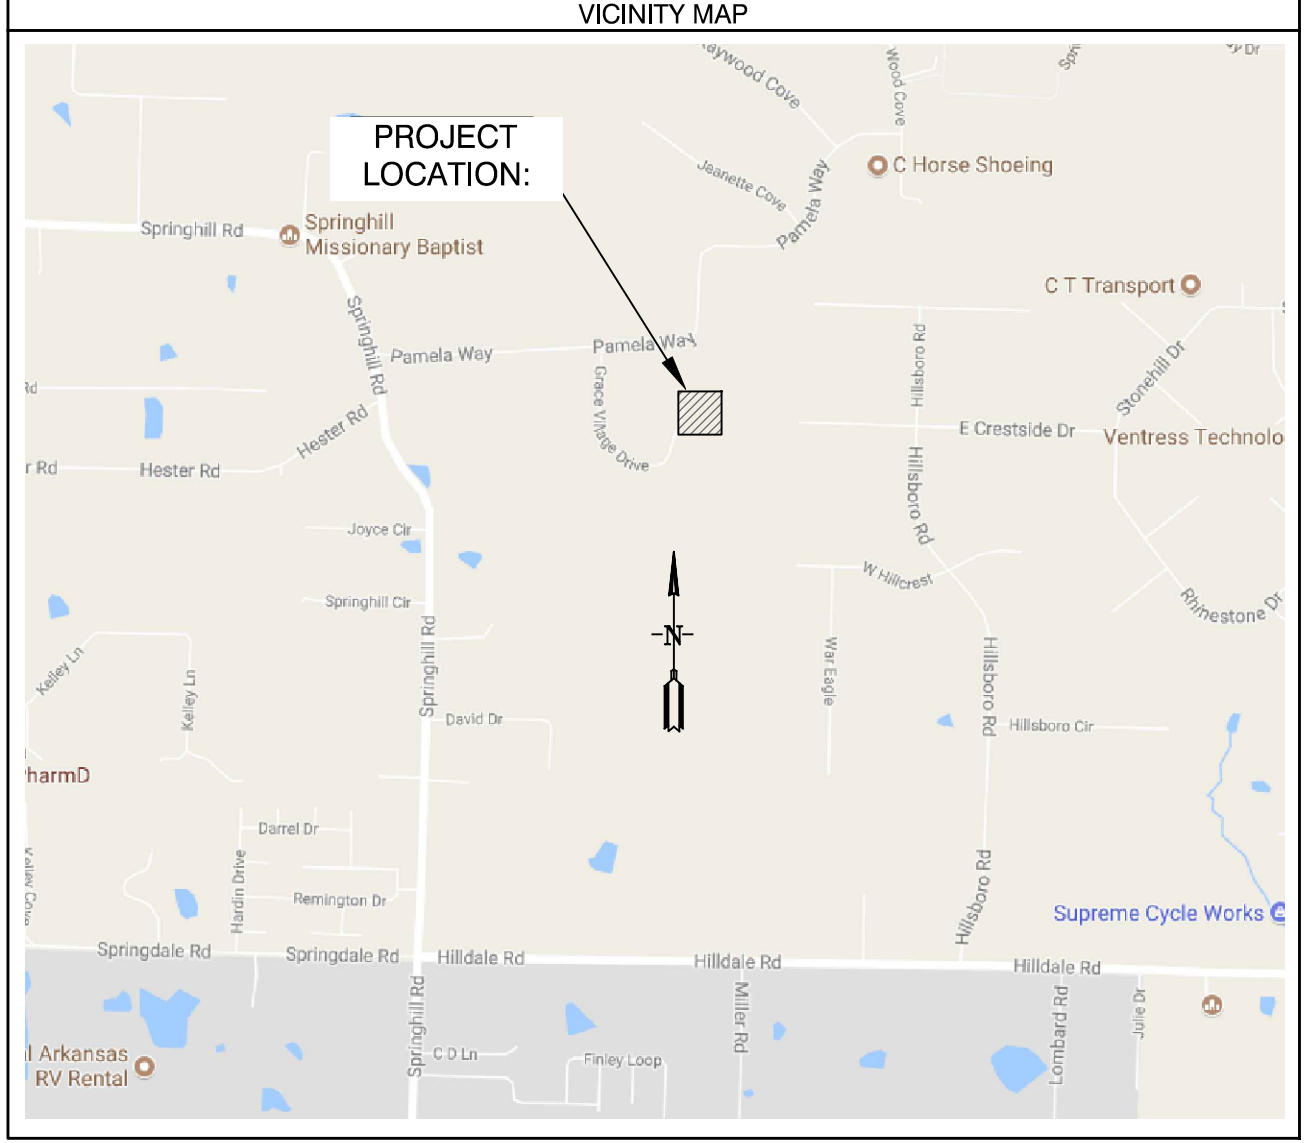 VICINITY MAP
Wood Cove
PROJECT
LOCATION:
C Horse Shoeing
Jeanette Cove
Pamela Way
Springhill Rd
Springhill
Missionary Baptist
C T Transport
Springhill Rd
Pamela Way
Pamela Way
Hillsboro Rd
Stonehill Dr
Grace Village Drive
Rd
Hester Rd
E Crestside Dr
Ventress Technolo
r Rd
Hester Rd
Hillsboro Rd
Joyce Cir
W Hillcrest
Springhill Cir
Rhinestone Dr
-N-
Kelley Ln
Springhill Rd
War Eagle
Hillsboro Rd
Kelley Ln
David Dr
Hillsboro Cir
harmD
Darrel Dr
Kelley Cove
Hardin Drive
Remington Dr
Hillsboro Rd
Supreme Cycle Works
Springdale Rd
Springdale Rd
Hilldale Rd
Hilldale Rd
Hilldale Rd
Springhill Rd
Miller Rd
Lombard Rd
Julie Dr
C D Ln
Finley Loop
l Arkansas
RV Rental